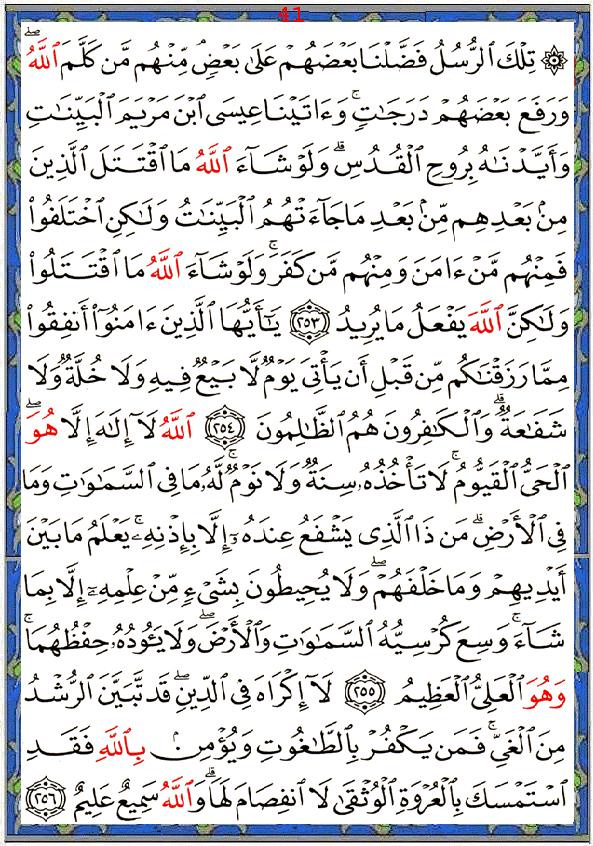 41
۞ تِلۡكَ ٱلرُّسُلُ فَضَّلۡنَا بَعۡضَهُمۡ عَلَىٰ بَعۡضٖۘ مِّنۡهُم مَّن كَلَّمَ ٱللَّهُۖ
وَرَفَعَ بَعۡضَهُمۡ دَرَجَٰتٖۚ وَءَاتَيۡنَا عِيسَى ٱبۡنَ مَرۡيَمَ ٱلۡبَيِّنَٰتِ
وَأَيَّدۡنَٰهُ بِرُوحِ ٱلۡقُدُسِۗ وَلَوۡ شَآءَ ٱللَّهُ مَا ٱقۡتَتَلَ ٱلَّذِينَ
مِنۢ بَعۡدِهِم مِّنۢ بَعۡدِ مَا جَآءَتۡهُمُ ٱلۡبَيِّنَٰتُ وَلَٰكِنِ ٱخۡتَلَفُواْ
فَمِنۡهُم مَّنۡ ءَامَنَ وَمِنۡهُم مَّن كَفَرَۚ وَلَوۡ شَآءَ ٱللَّهُ مَا ٱقۡتَتَلُواْ
وَلَٰكِنَّ ٱللَّهَ يَفۡعَلُ مَا يُرِيدُ ٢٥٣ يَٰٓأَيُّهَا ٱلَّذِينَ ءَامَنُوٓاْ أَنفِقُواْ
مِمَّا رَزَقۡنَٰكُم مِّن قَبۡلِ أَن يَأۡتِيَ يَوۡمٞ لَّا بَيۡعٞ فِيهِ وَلَا خُلَّةٞ وَلَا
شَفَٰعَةٞۗ وَٱلۡكَٰفِرُونَ هُمُ ٱلظَّٰلِمُونَ ٢٥٤ ٱللَّهُ لَآ إِلَٰهَ إِلَّا هُوَۖ
ٱلۡحَيُّ ٱلۡقَيُّومُۚ لَا تَأۡخُذُهُۥ سِنَةٞ وَلَا نَوۡمٞۚ لَّهُۥ مَا فِي ٱلسَّمَٰوَٰتِ وَمَا
فِي ٱلۡأَرۡضِۗ مَن ذَا ٱلَّذِي يَشۡفَعُ عِندَهُۥٓ إِلَّا بِإِذۡنِهِۦۚ يَعۡلَمُ مَا بَيۡنَ
أَيۡدِيهِمۡ وَمَا خَلۡفَهُمۡۖ وَلَا يُحِيطُونَ بِشَيۡءٖ مِّنۡ عِلۡمِهِۦٓ إِلَّا بِمَا
شَآءَۚ وَسِعَ كُرۡسِيُّهُ ٱلسَّمَٰوَٰتِ وَٱلۡأَرۡضَۖ وَلَا يَـُٔودُهُۥ حِفۡظُهُمَاۚ
وَهُوَ ٱلۡعَلِيُّ ٱلۡعَظِيمُ ٢٥٥ لَآ إِكۡرَاهَ فِي ٱلدِّينِۖ قَد تَّبَيَّنَ ٱلرُّشۡدُ
مِنَ ٱلۡغَيِّۚ فَمَن يَكۡفُرۡ بِٱلطَّٰغُوتِ وَيُؤۡمِنۢ بِٱللَّهِ فَقَدِ
ٱسۡتَمۡسَكَ بِٱلۡعُرۡوَةِ ٱلۡوُثۡقَىٰ لَا ٱنفِصَامَ لَهَاۗ وَٱللَّهُ سَمِيعٌ عَلِيمٌ ٢٥٦